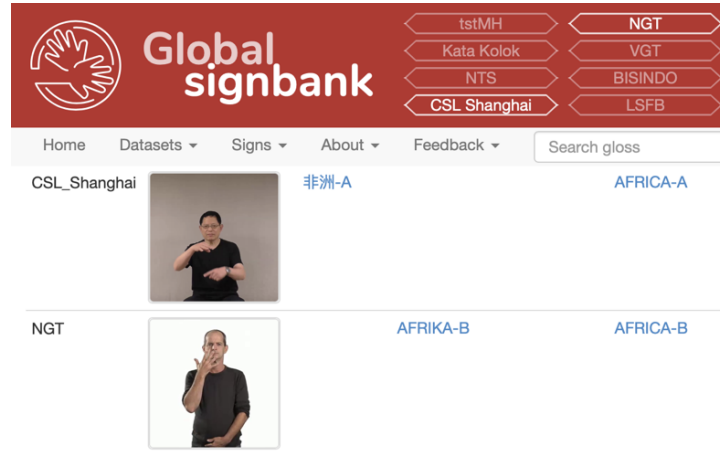 Global
signbank
tstMH
NGT
Kata Kolok
VGT
NTS
BISINDO
CSL Shanghai
LSFB
Home Datasets Signs About Feedback Search gloss
CSL_Shanghai 非洲-A AFRICA-A
NGT AFRIKA-B AFRICA-B